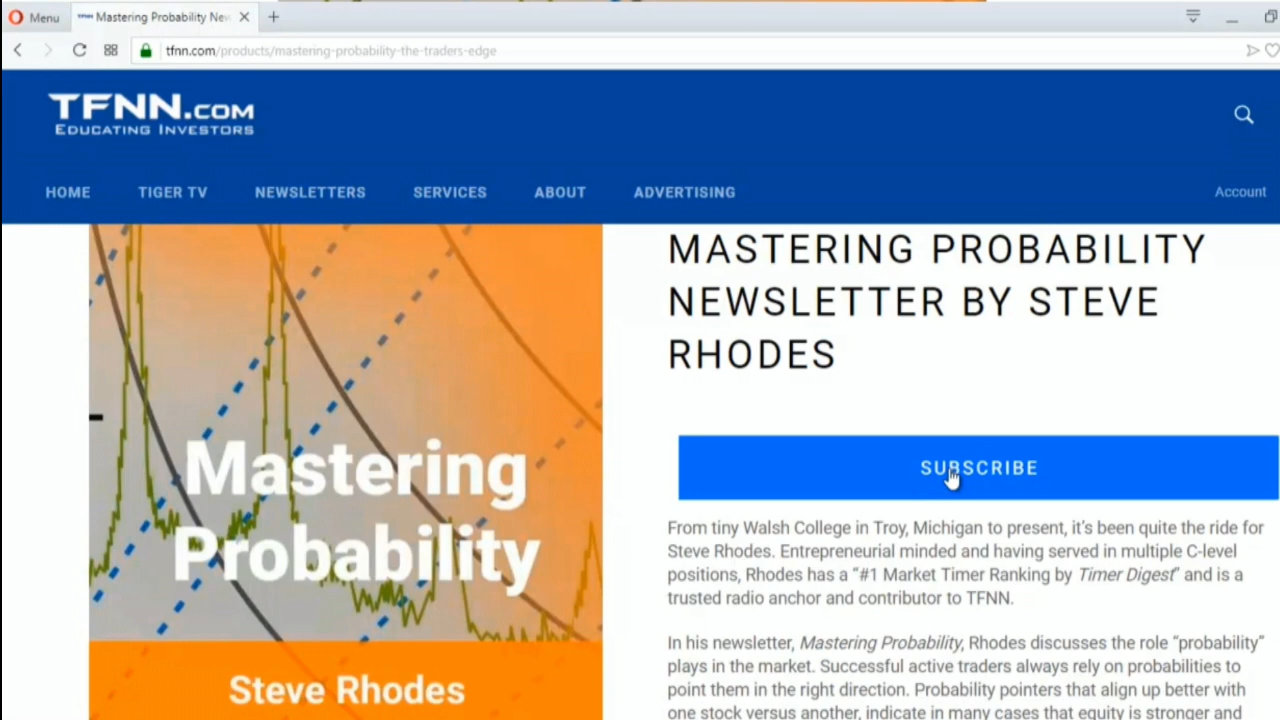 Menu
TFNN Mastering Probability New
tfnn.com/products/mastering-probability-the-traders-edge
TFNN.COM
EDUCATING INVESTORS
HOME TIGER TV NEWSLETTERS SERVICES ABOUT ADVERTISING Account
Mastering
Probability
Steve Rhodes
MASTERING PROBABILITY
NEWSLETTER BY STEVE
RHODES
SUBSCRIBE
From tiny Walsh College in Troy, Michigan to present, it's been quite the ride for
Steve Rhodes. Entrepreneurial minded and having served in multiple C-level
positions, Rhodes has a “#1 Market Timer Ranking by Timer Digest” and is a
trusted radio anchor and contributor to TFNN.
In his newsletter, Mastering Probability, Rhodes discusses the role “probability”
plays in the market. Successful active traders always rely on probabilities to
point them in the right direction. Probability pointers that align up better with
one stock versus another, indicate in many cases that equity is stronger and